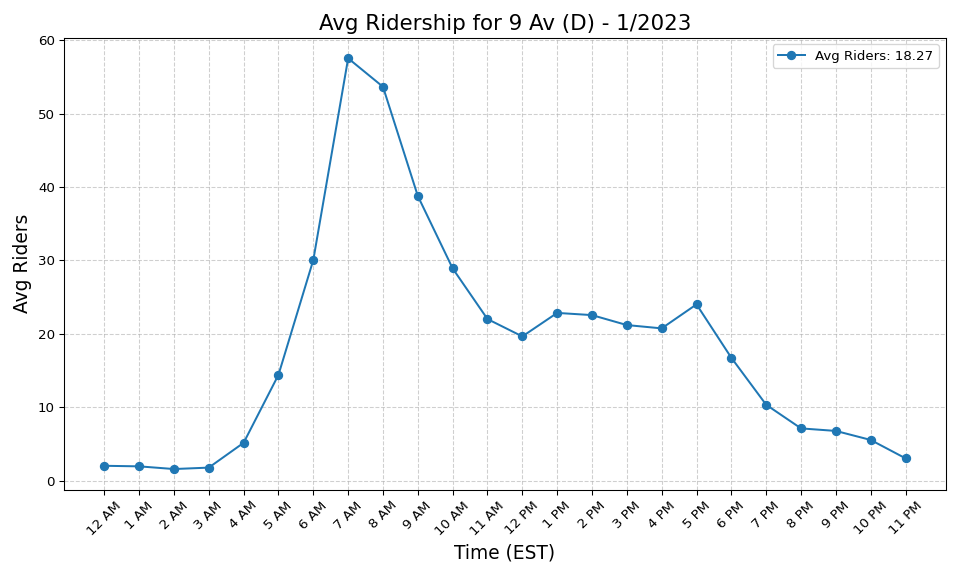 Avg Ridership for 9 Av (D) - 1/2023
Avg Riders: 18.27
Avg Riders
60
50
40
30
20
10
0
12 AM
1 AM
2 AM
3 AM
4 AM
5 AM
6 AM
7 AM
8 AM
9 AM
10 AM
11 AM
12 PM
1 PM
2 PM
3 PM
4 PM
5 PM
6 PM
7 PM
8 PM
9 PM
10 PM
11 PM
Time (EST)